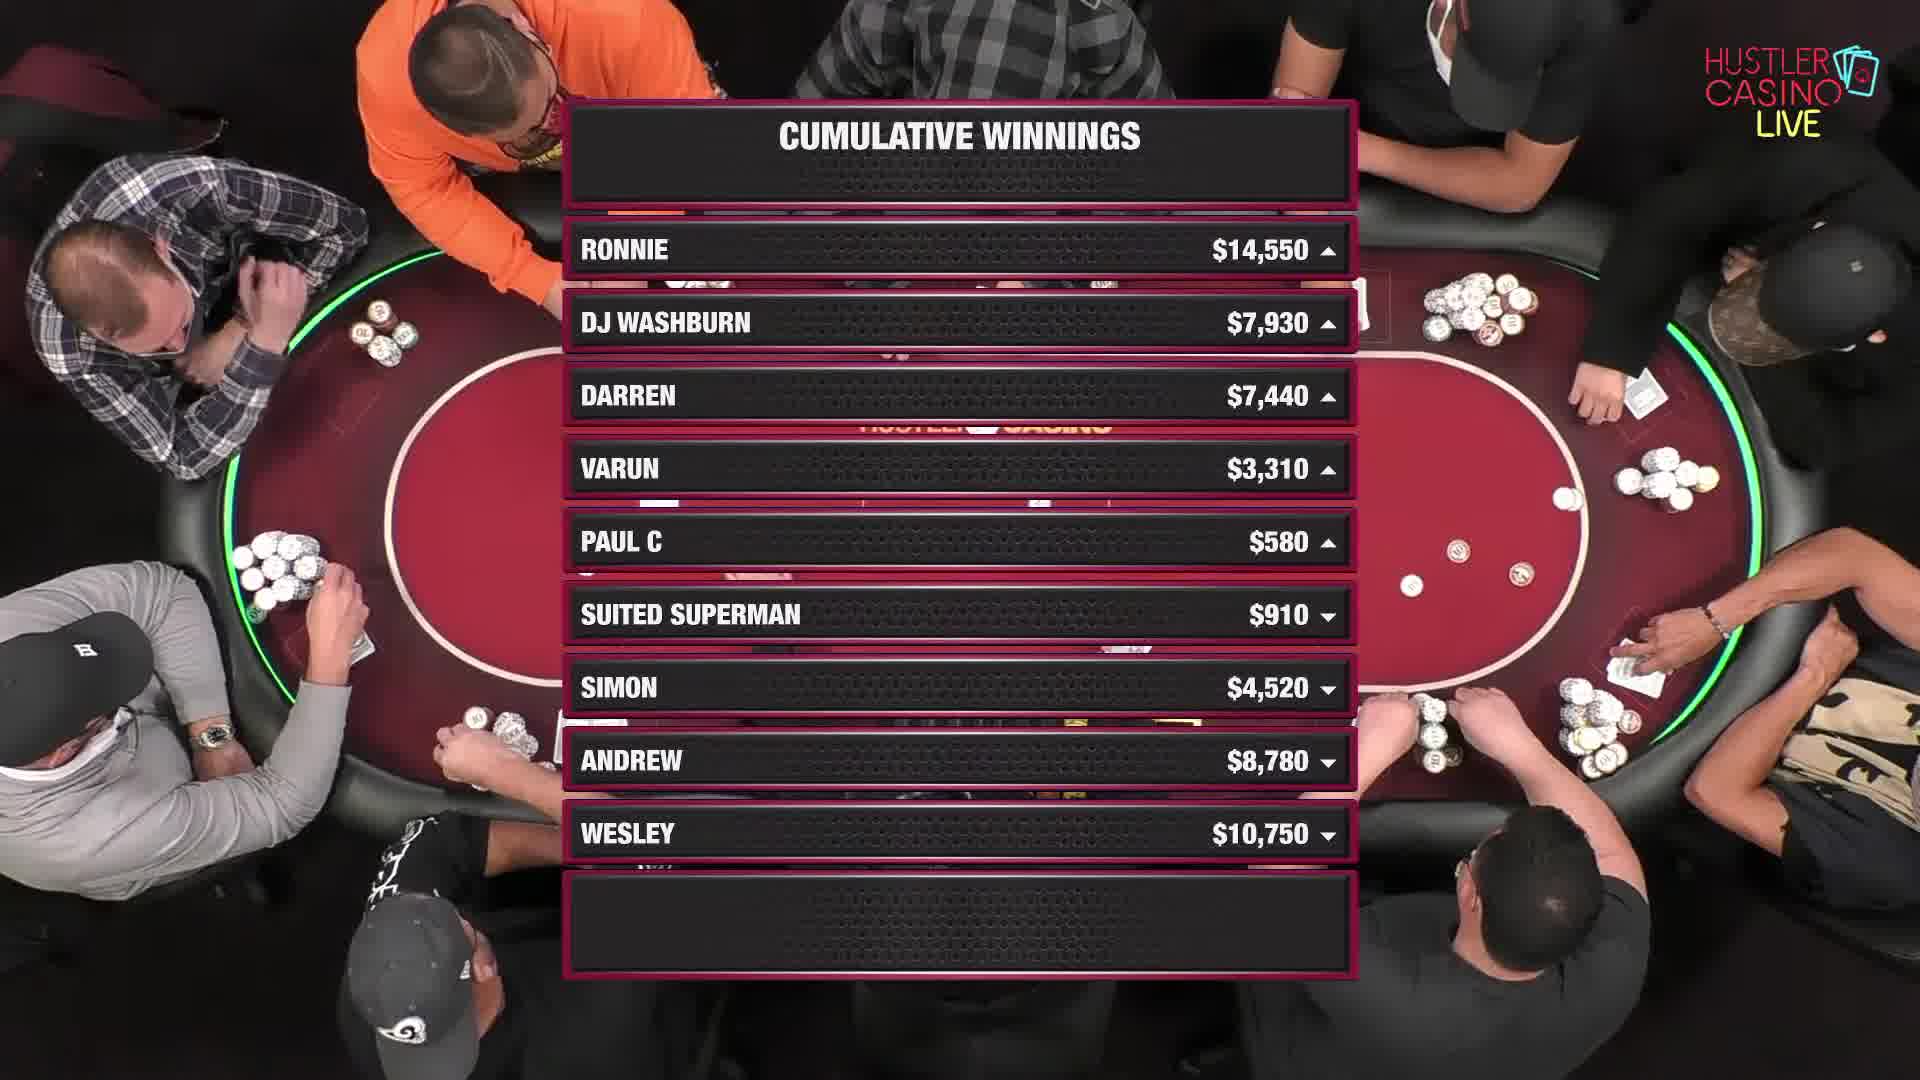 HUSTLER
CASINO
LIVE
CUMULATIVE WINNINGS
RONNIE $14,550
DJ WASHBURN $7,930
DARREN $7,440
VARUN $3,310
PAUL C $580
SUITED SUPERMAN $910
SIMON $4,520
ANDREW $8,780
WESLEY $10,750